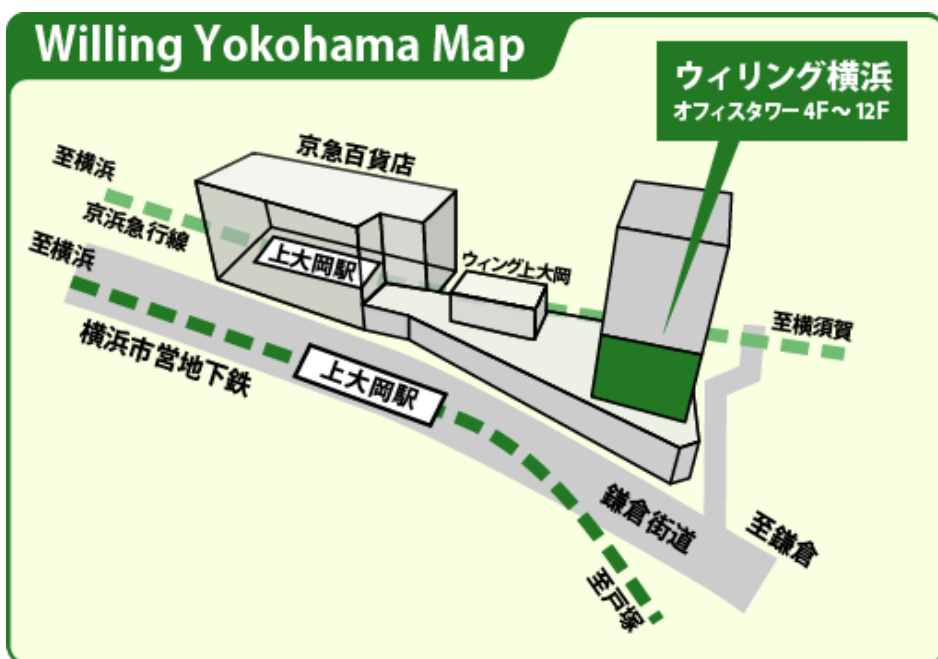 Willing Yokohama Map
ウィリング横浜
オフィスタワー 4F～12F
京急百貨店
至横浜
京浜急行線
至横浜
上大岡駅
ウィング上大岡
至横須賀
横浜市営地下鉄
上大岡駅
鎌倉街道
至鎌倉
至戸塚